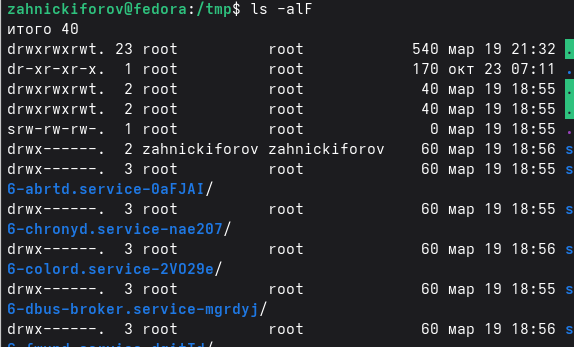 zahnickiforov@fedora:/tmp$ ls -alF
итого 40
drwxrwxrwt. 23 root root 540 мар 19 21:32 .
dr-xr-xr-x. 1 root root 170 окт 23 07:11 .
drwxrwxrwt. 2 root root 40 мар 19 18:55 .
drwxrwxrwt. 2 root root 40 мар 19 18:55 .
srw-rw-rw-. 1 root root 0 мар 19 18:55 .
drwx------. 2 zahnickiforov zahnickiforov 60 мар 19 18:56 s
drwx------. 3 root root 60 мар 19 18:55 s
6-abrtd.service-0aFJAI/
drwx------. 3 root root 60 мар 19 18:55 s
6-chronyd.service-nae207/
drwx------. 3 root root 60 мар 19 18:56 s
6-colord.service-2VO29e/
drwx------. 3 root root 60 мар 19 18:55 s
6-dbus-broker.service-mgrdyj/
drwx------. 3 root root 60 мар 19 18:56 s